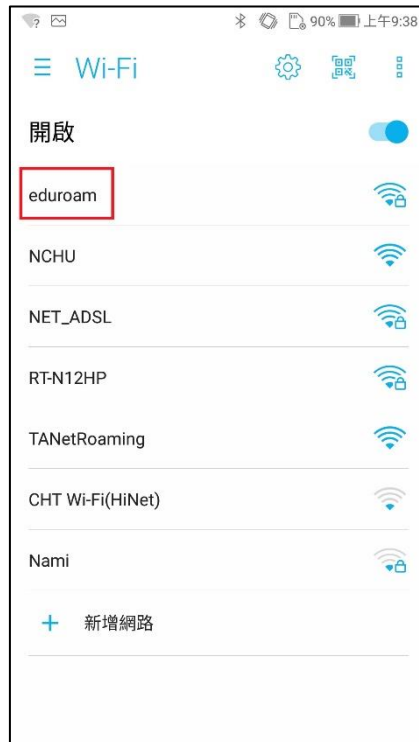 90% 上午9:38
Wi-Fi
開啟
eduroam
NCHU
NET_ADSL
RT-N12HP
TANetRoaming
CHT Wi-Fi(HiNet)
Nami
+ 新增網路